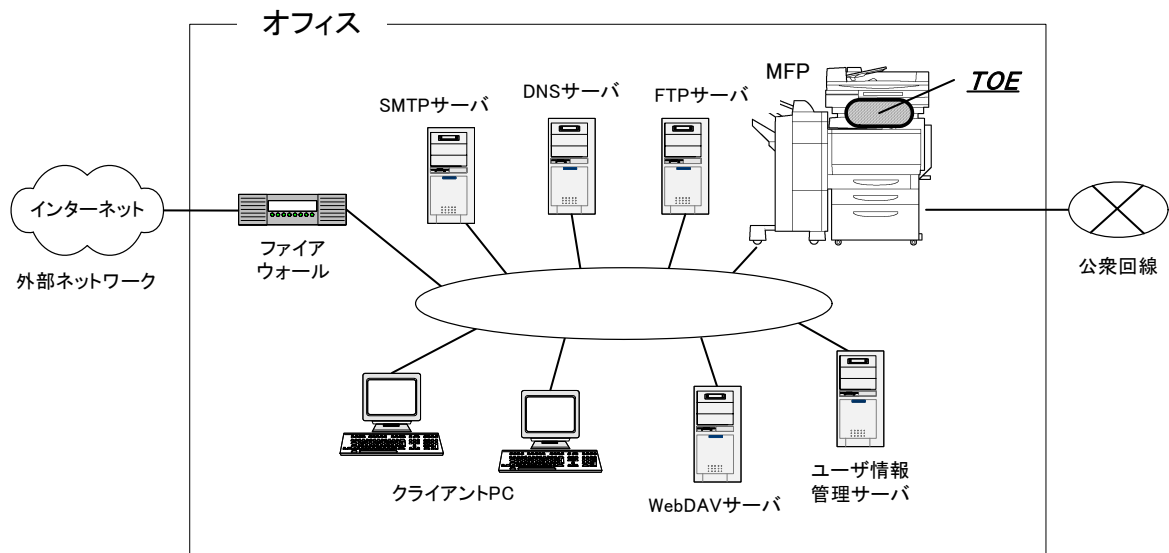 オフィス
MFP
TOE
SMTPサーバ
DNSサーバ
FTPサーバ
インターネット
外部ネットワーク
ファイア
ウォール
公衆回線
クライアントPC
WebDAVサーバ
ユーザ情報
管理サーバ